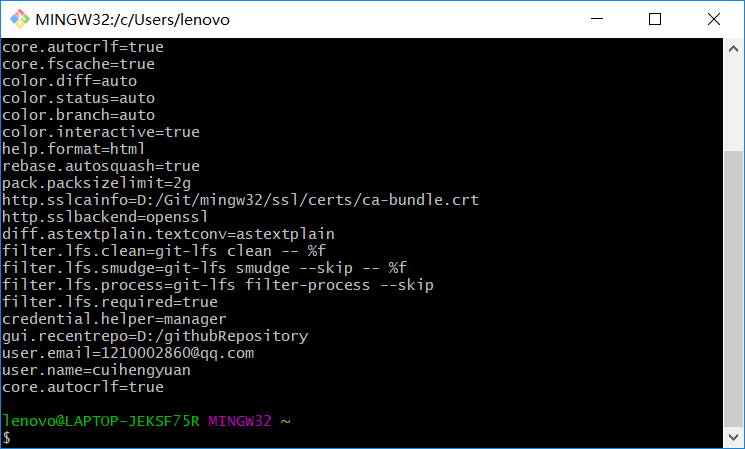 MINGW32:/c/Users/lenovo
core.autocrlf=true
core.fscache=true
color.diff=auto
color.status=auto
color.branch=auto
color.interactive=true
help.format=html
rebase.autosquash=true
pack.packsizelimit=2g
http.sslcainfo=D:/Git/mingw32/ssl/certs/ca-bundle.crt
http.sslbackend=openssl
diff.astextplain.textconv=astextplain
filter.lfs.clean=git-lfs clean -- %f
filter.lfs.smudge=git-lfs smudge --skip -- %f
filter.lfs.process=git-lfs filter-process --skip
filter.lfs.required=true
credential.helper=manager
gui.recentrepo=D:/githubRepository
user.email=1210002860@qq.com
user.name=cuihengyuan
core.autocrlf=true
lenovo@LAPTOP-JEKSF75R MINGW32 ~
$